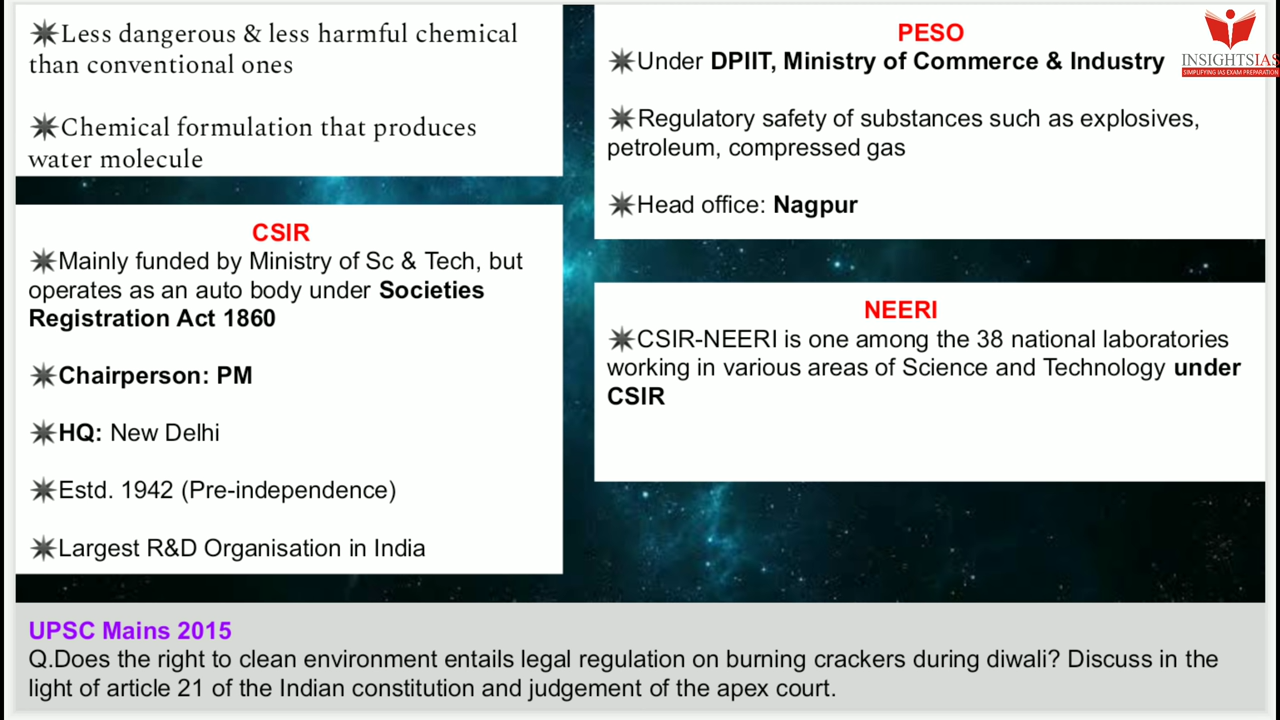 ✷Less dangerous & less harmful chemical
than conventional ones
✷Chemical formulation that produces
water molecule
CSIR
✷Mainly funded by Ministry of Sc & Tech, but
operates as an auto body under Societies
Registration Act 1860
✷Chairperson: PM
✷HQ: New Delhi
✷Estd. 1942 (Pre-independence)
✷Largest R&D Organisation in India
PESO
✷Under DPIIT, Ministry of Commerce & Industry
✷Regulatory safety of substances such as explosives,
petroleum, compressed gas
✷Head office: Nagpur
NEERI
✷CSIR-NEERI is one among the 38 national laboratories
working in various areas of Science and Technology under
CSIR
INSIGHTSIAS
SIMPLIFYING IAS EXAM PREPARATION
UPSC Mains 2015
Q.Does the right to clean environment entails legal regulation on burning crackers during diwali? Discuss in the
light of article 21 of the Indian constitution and judgement of the apex court.